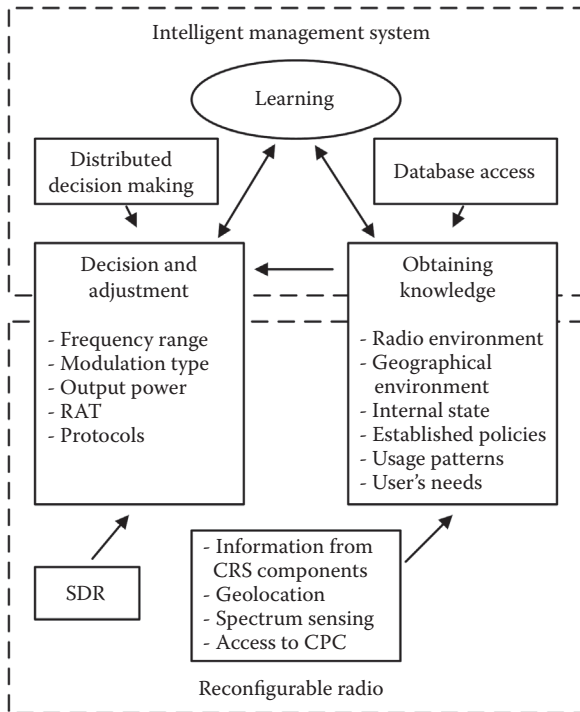 Intelligent management system
Learning
Distributed
decision making
Database access
Decision and
adjustment
- Frequency range
- Modulation type
- Output power
- RAT
- Protocols
Obtaining
knowledge
- Radio environment
- Geographical
environment
- Internal state
- Established policies
- Usage patterns
- User's needs
SDR
- Information from
CRS components
- Geolocation
- Spectrum sensing
- Access to CPC
Reconfigurable radio